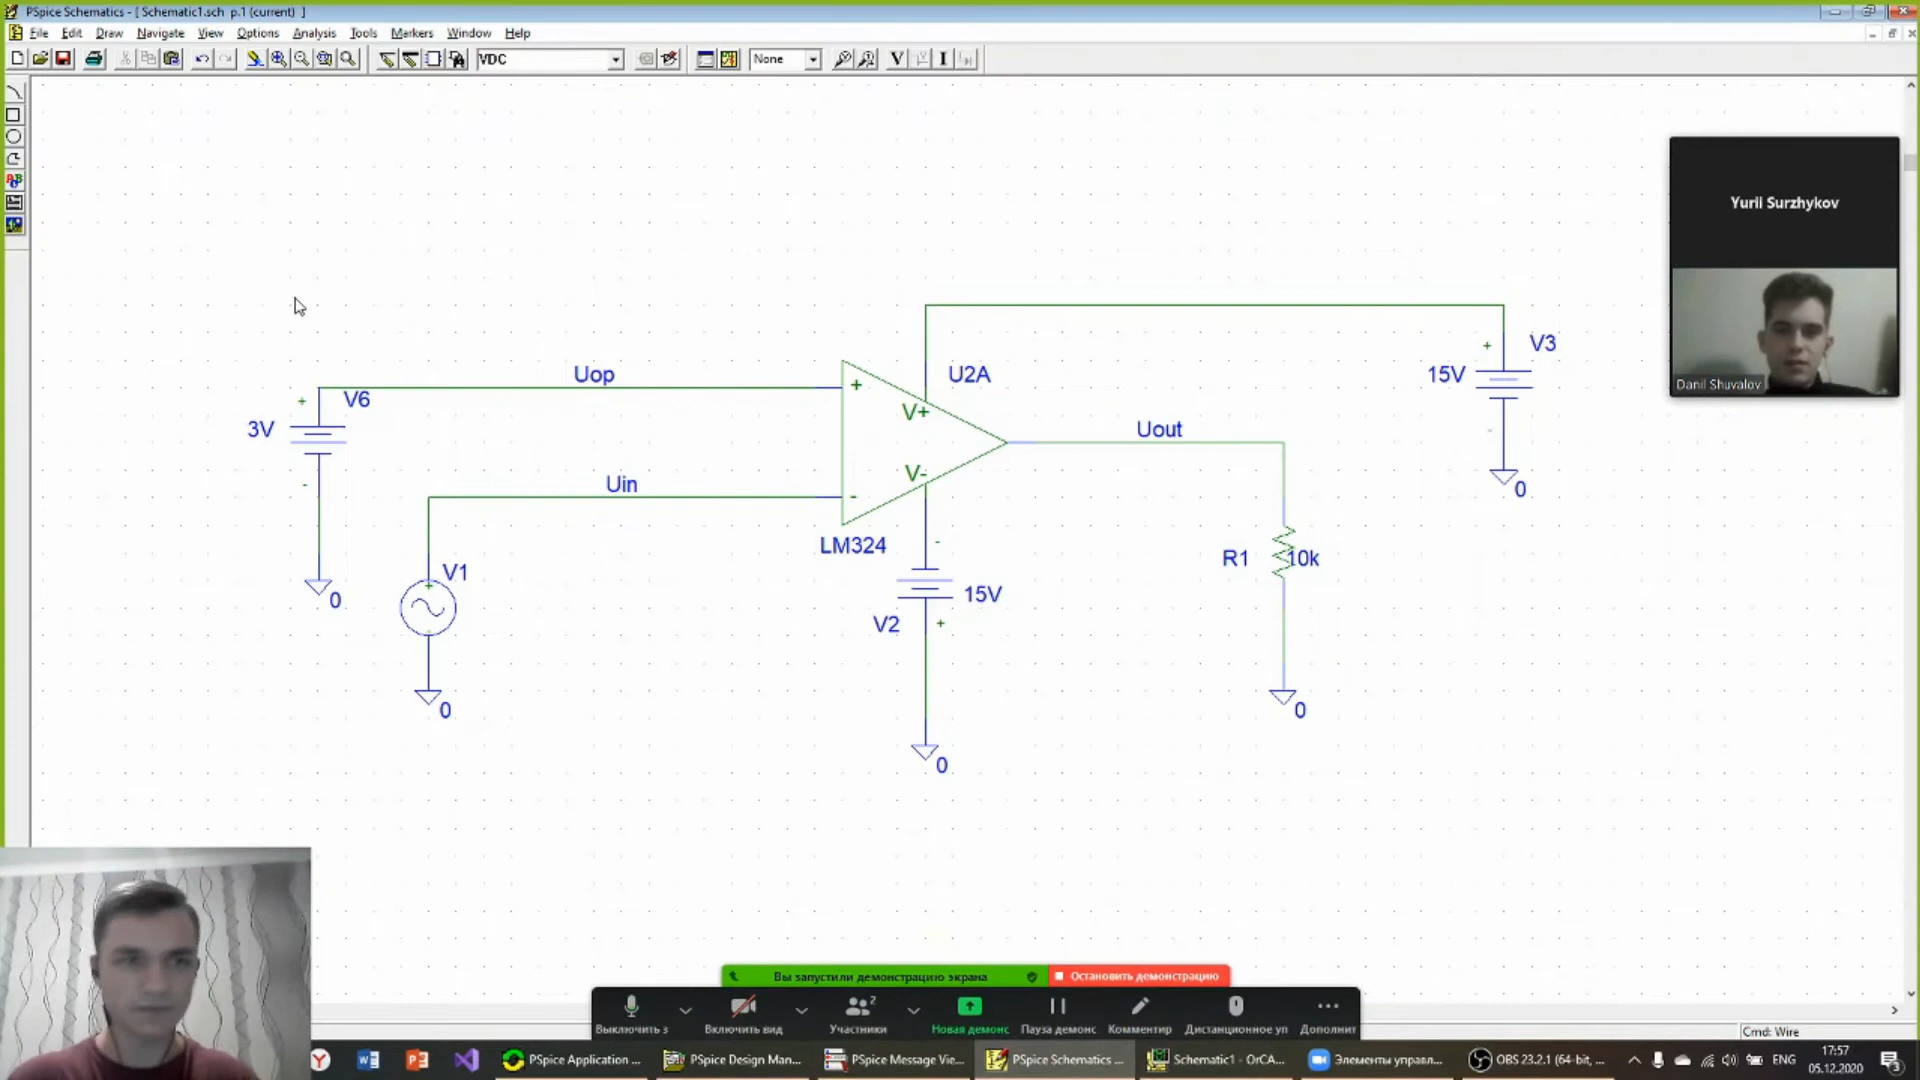 PSpice Schematics - [ Schematic1.sch p.1 (current) ]
File Edit Draw Navigate View Options Analysis Tools Markers Window Help
VDC
None
V
I
Yurii Surzhykov
Danil Shuvalov
V3
+
15V
-
0
Uop
+
V6
3V
-
0
U2A
+
V+
V-
-
LM324
Uin
Uout
V1
+
0
-
15V
V2
+
0
R1
10k
0
Вы запустили демонстрацию экрана
Остановить демонстрацию
2
Выключить з
Включить вид
Участники
Новая демонс
Пауза демонс
Комментир
Дистанционное уп
Дополнит
Cmd: Wire
PSpice Application ...
PSpice Design Man...
PSpice Message Vie...
PSpice Schematics ...
Schematic1 - OrCA...
Элементы управл...
OBS 23.2.1 (64-bit, ...
ENG
17:57
05.12.2020
3